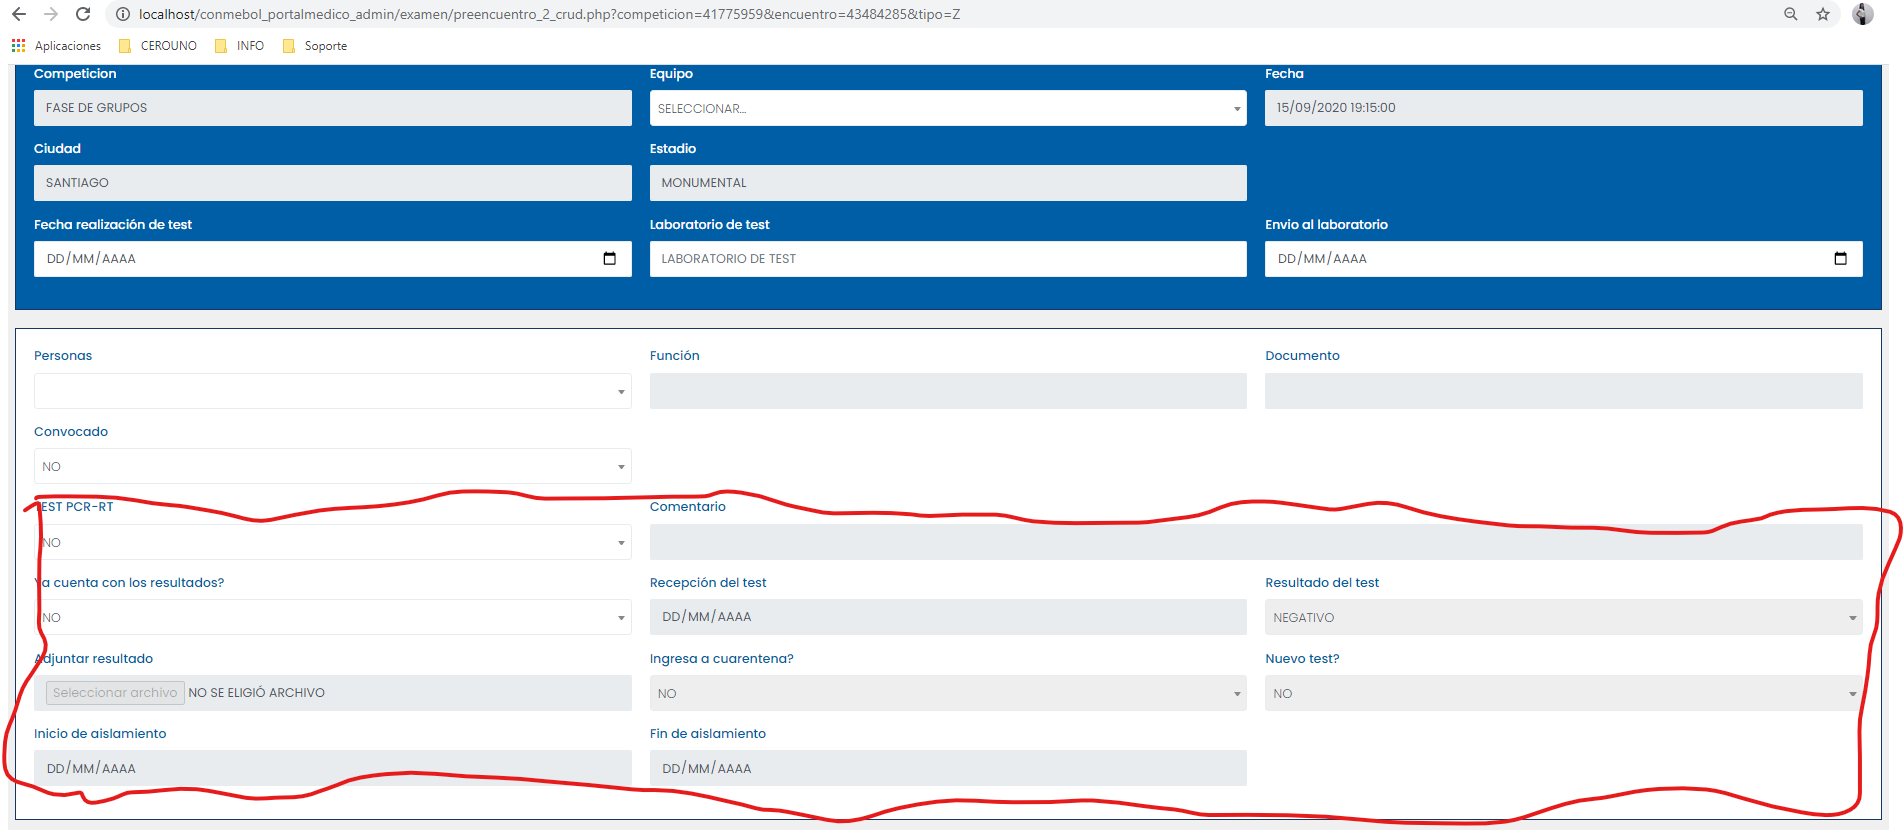 localhost/conmebol_portalmedico_admin/examen/preencuentro_2_crud.php?competicion=41775959&encuentro=43484285&tipo=Z
Aplicaciones CEROUNO INFO Soporte
Competicion Equipo Fecha
FASE DE GRUPOS SELECCIONAR... 15/09/2020 19:15:00
Ciudad Estadio
SANTIAGO MONUMENTAL
Fecha realización de test Laboratorio de test Envio al laboratorio
DD/MM/AAAA LABORATORIO DE TEST DD/MM/AAAA
Personas Función Documento
Convocado
NO
TEST PCR-RT Comentario
NO
Ya cuenta con los resultados? Recepción del test Resultado del test
NO DD/MM/AAAA NEGATIVO
Adjuntar resultado Ingresa a cuarentena? Nuevo test?
Seleccionar archivo NO SE ELIGIÓ ARCHIVO NO NO
Inicio de aislamiento Fin de aislamiento
DD/MM/AAAA DD/MM/AAAA